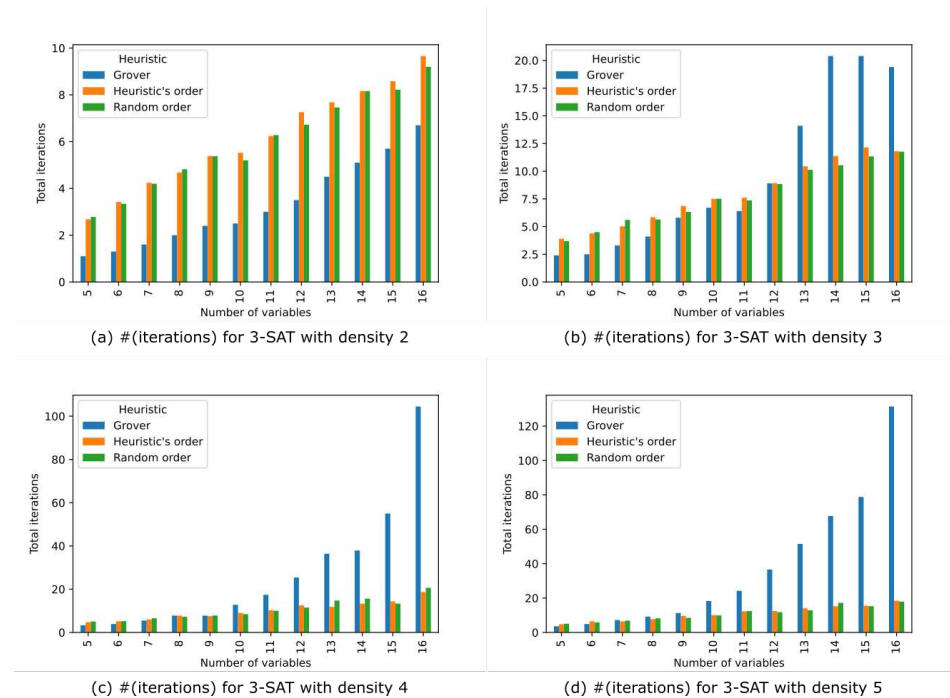 Heuristic
Grover
Heuristic's order
Random order
Total iterations
10
8
6
4
2
0
5 6 7 8 9 10 11 12 13 14 15 16
Number of variables
(a) #(iterations) for 3-SAT with density 2
Heuristic
Grover
Heuristic's order
Random order
Total iterations
20.0
17.5
15.0
12.5
10.0
7.5
5.0
2.5
0.0
5 6 7 8 9 10 11 12 13 14 15 16
Number of variables
(b) #(iterations) for 3-SAT with density 3
Heuristic
Grover
Heuristic's order
Random order
Total iterations
100
80
60
40
20
0
5 6 7 8 9 10 11 12 13 14 15 16
Number of variables
(c) #(iterations) for 3-SAT with density 4
Heuristic
Grover
Heuristic's order
Random order
Total iterations
120
100
80
60
40
20
0
5 6 7 8 9 10 11 12 13 14 15 16
Number of variables
(d) #(iterations) for 3-SAT with density 5